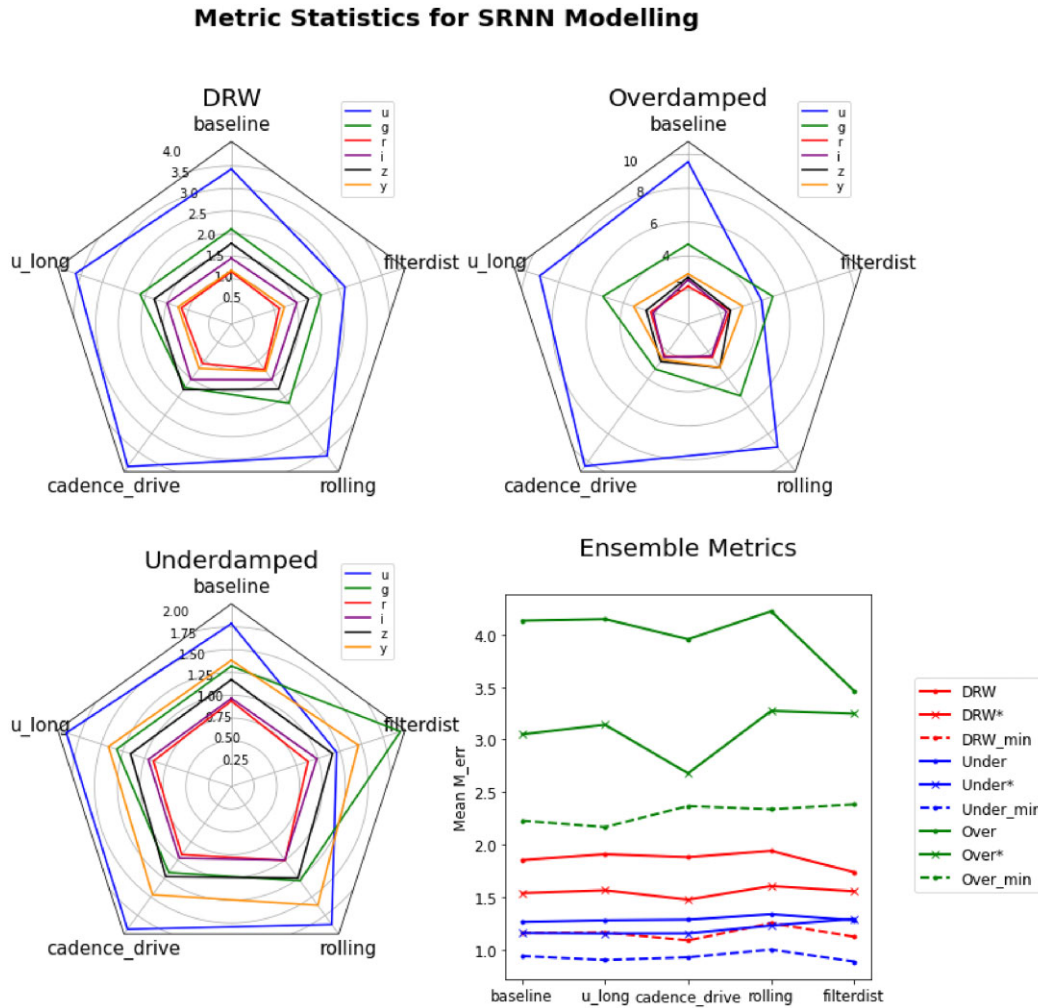 Metric Statistics for SRNN Modelling
DRW
baseline
u
g
r
i
z
y
4.0
3.5
3.0
2.5
2.0
1.5
1.0
0.5
u_long
filterdist
cadence_drive
rolling
Overdamped
baseline
u
g
r
i
z
y
10
8
6
4
u_long
filterdist
cadence_drive
rolling
Underdamped
baseline
u
g
r
i
z
y
2.00
1.75
1.50
1.25
1.00
0.75
0.50
0.25
u_long
filterdist
cadence_drive
rolling
Ensemble Metrics
Mean M_err
4.0
3.5
3.0
2.5
2.0
1.5
1.0
baseline
u_long
cadence_drive
rolling
filterdist
DRW
DRW*
DRW_min
Under
Under*
Under_min
Over
Over*
Over_min